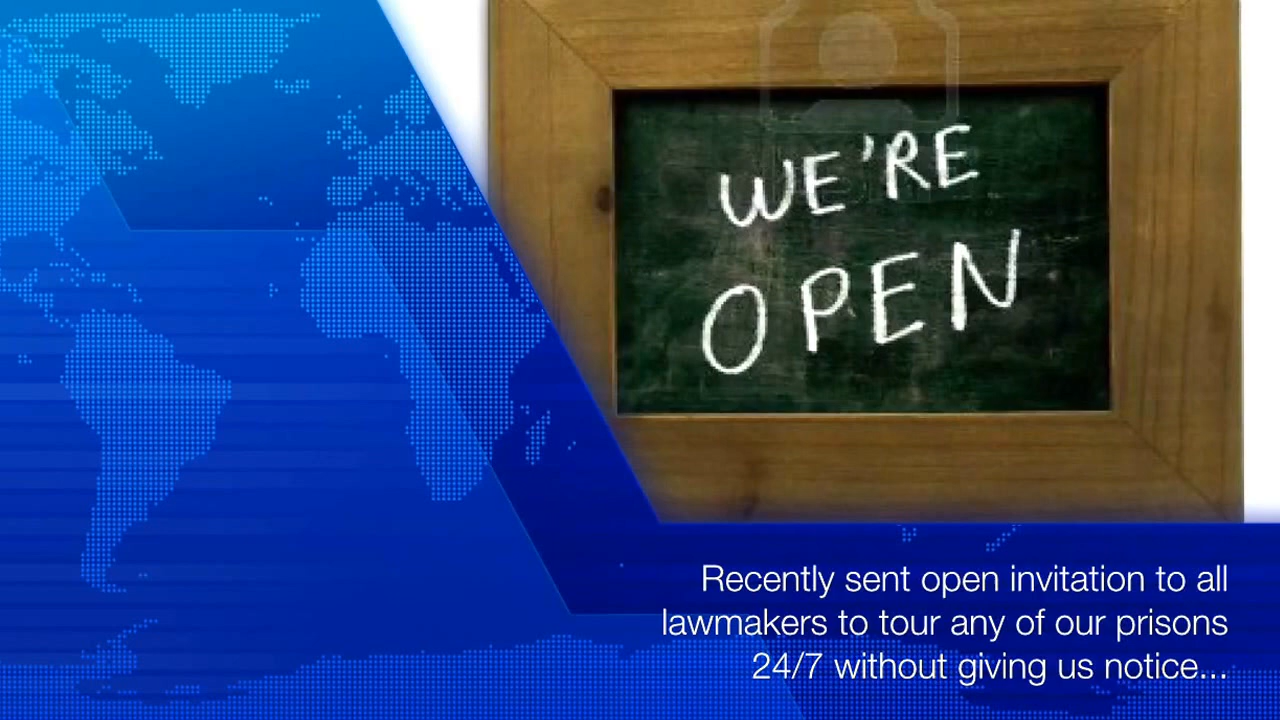 WE'RE
OPEN
Recently sent open invitation to all
lawmakers to tour any of our prisons
24/7 without giving us notice...